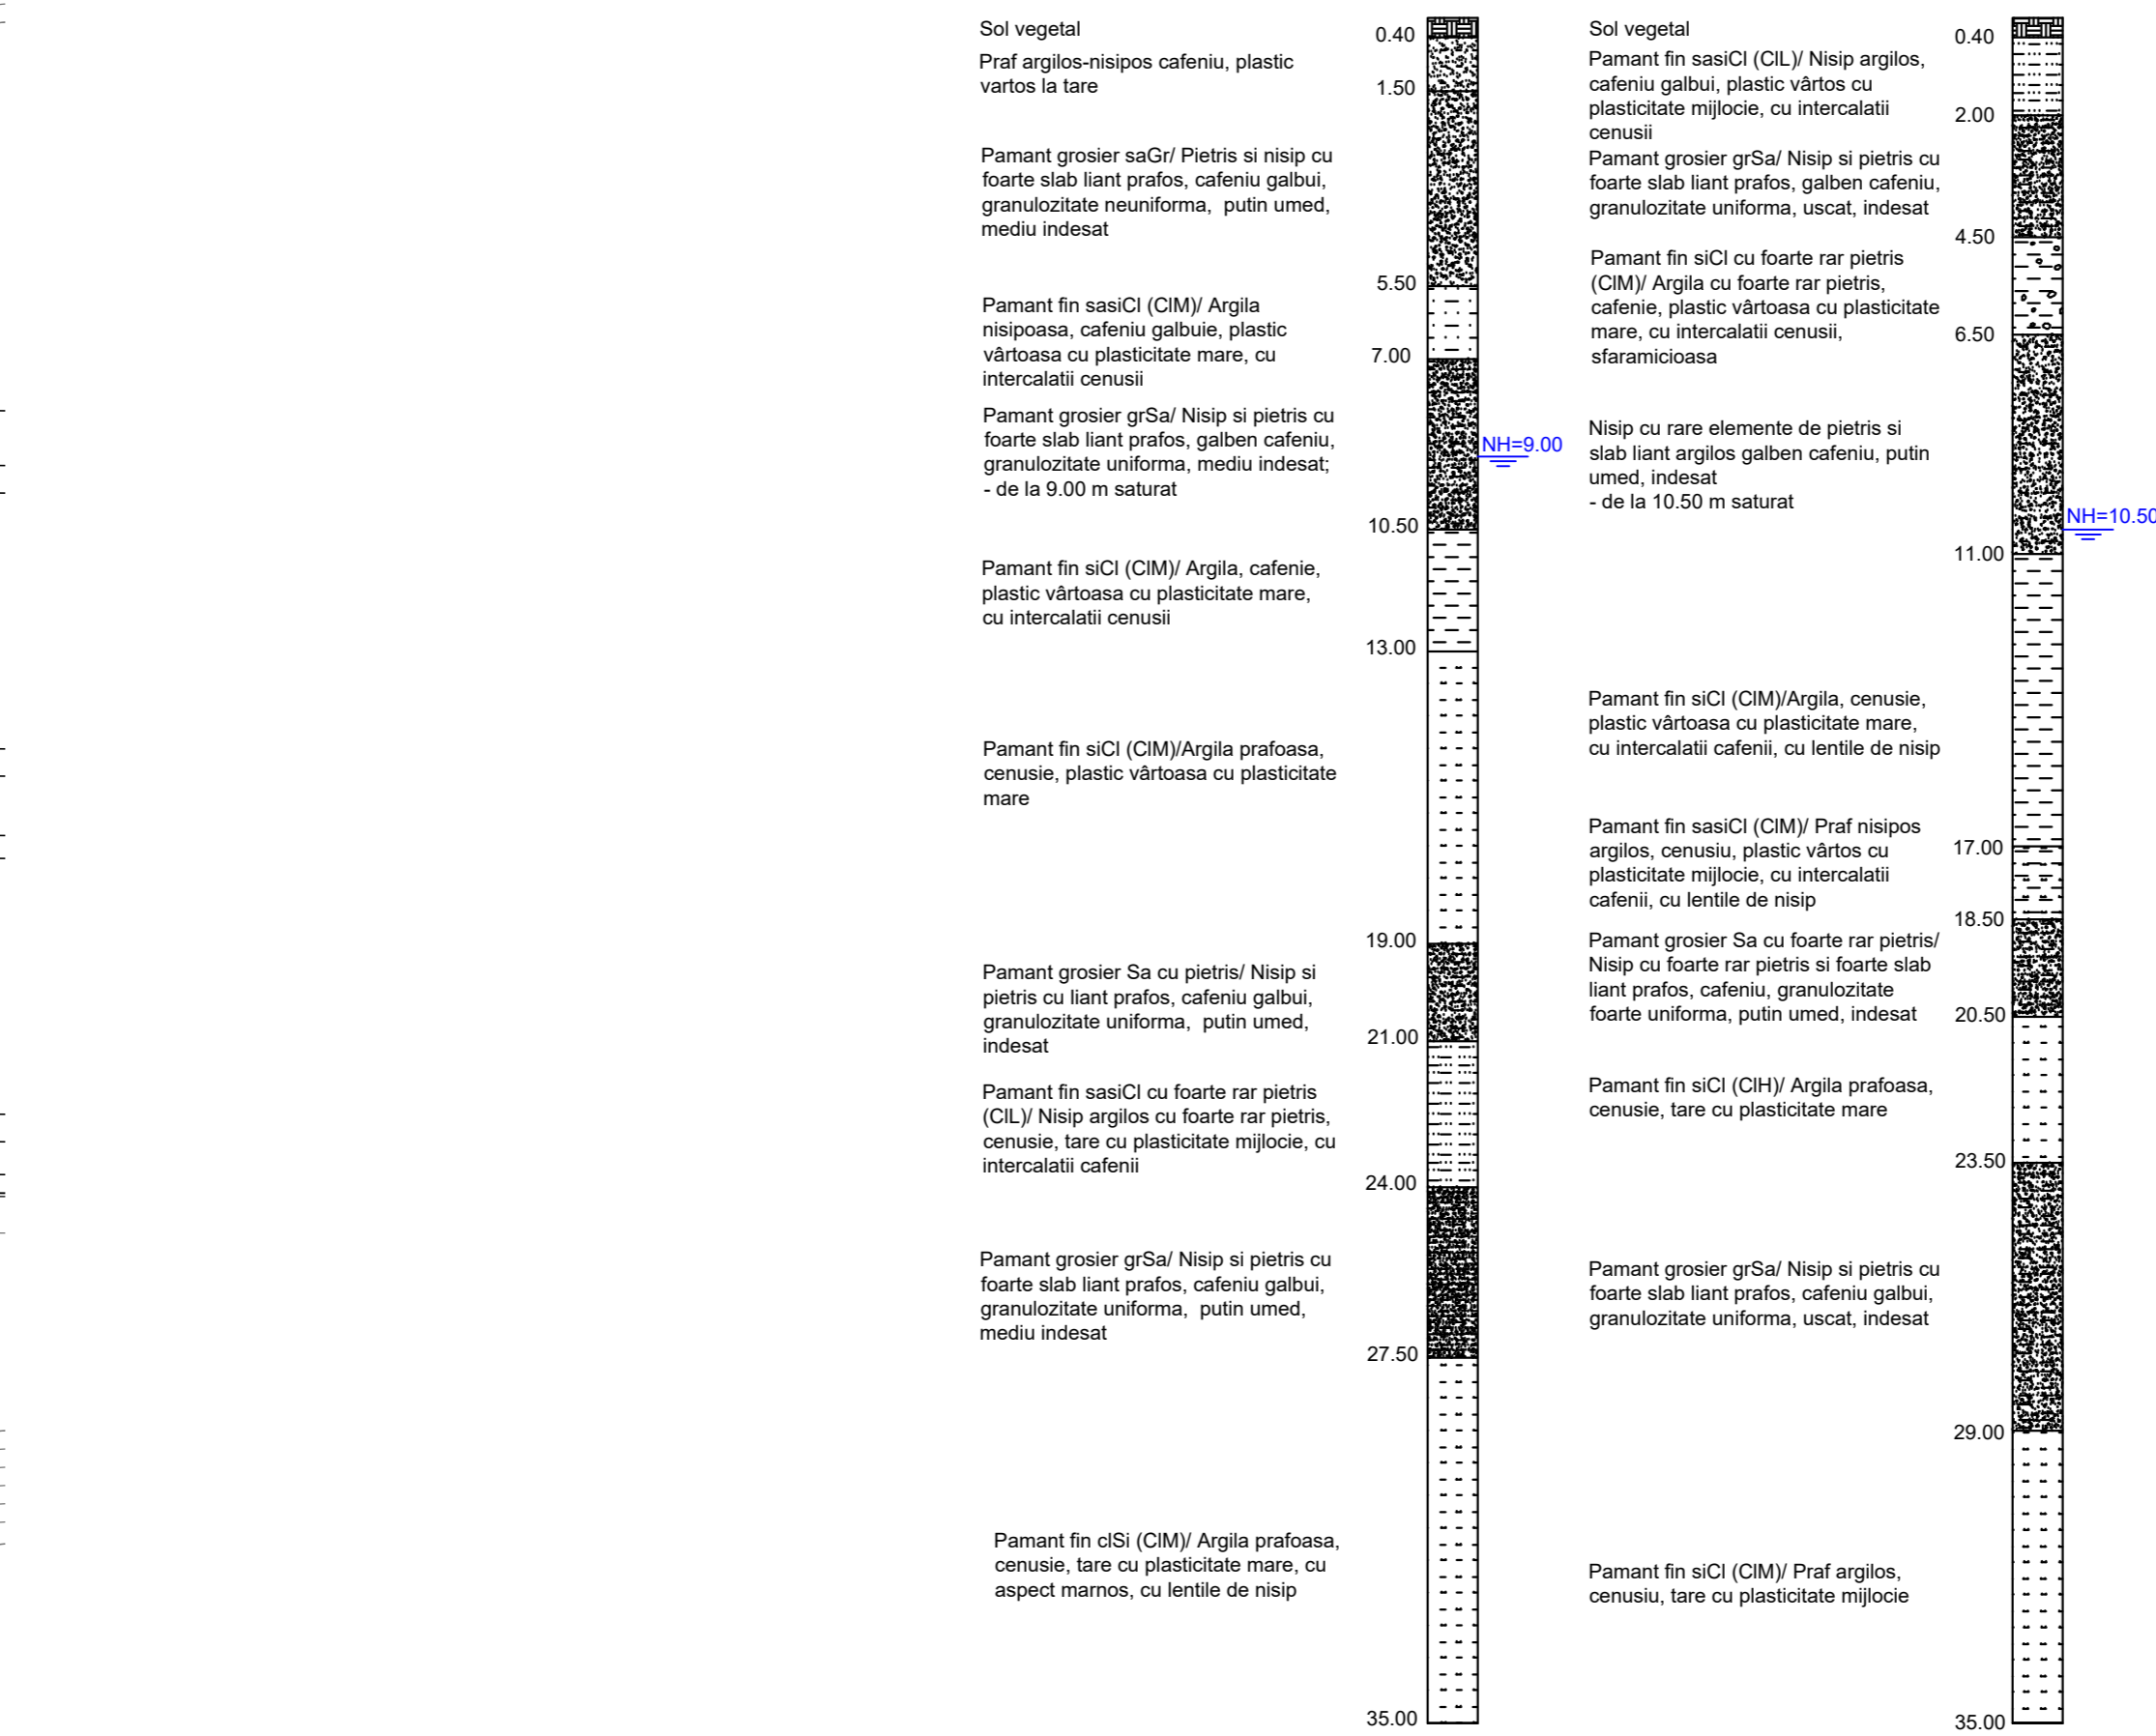 Sol vegetal
0.40
Praf argilos-nisipos cafeniu, plastic
vartos la tare
1.50
Pamant grosier saGr/ Pietris si nisip cu
foarte slab liant prafos, cafeniu galbui,
granulozitate neuniforma, putin umed,
mediu indesat
5.50
Pamant fin sasiCl (ClM)/ Argila
nisipoasa, cafeniu galbuie, plastic
vârtoasa cu plasticitate mare, cu
intercalatii cenusii
7.00
Pamant grosier grSa/ Nisip si pietris cu
foarte slab liant prafos, galben cafeniu,
granulozitate uniforma, mediu indesat;
- de la 9.00 m saturat
NH=9.00
10.50
Pamant fin siCl (ClM)/ Argila, cafenie,
plastic vârtoasa cu plasticitate mare,
cu intercalatii cenusii
13.00
Pamant fin siCl (ClM)/Argila prafoasa,
cenusie, plastic vârtoasa cu plasticitate
mare
19.00
Pamant grosier Sa cu pietris/ Nisip si
pietris cu liant prafos, cafeniu galbui,
granulozitate uniforma, putin umed,
indesat
21.00
Pamant fin sasiCl cu foarte rar pietris
(ClL)/ Nisip argilos cu foarte rar pietris,
cenusie, tare cu plasticitate mijlocie, cu
intercalatii cafenii
24.00
Pamant grosier grSa/ Nisip si pietris cu
foarte slab liant prafos, cafeniu galbui,
granulozitate uniforma, putin umed,
mediu indesat
27.50
Pamant fin clSi (ClM)/ Argila prafoasa,
cenusie, tare cu plasticitate mare, cu
aspect marnos, cu lentile de nisip
35.00
Sol vegetal
0.40
Pamant fin sasiCl (ClL)/ Nisip argilos,
cafeniu galbui, plastic vârtos cu
plasticitate mijlocie, cu intercalatii
cenusii
2.00
Pamant grosier grSa/ Nisip si pietris cu
foarte slab liant prafos, galben cafeniu,
granulozitate uniforma, uscat, indesat
4.50
Pamant fin siCl cu foarte rar pietris
(ClM)/ Argila cu foarte rar pietris,
cafenie, plastic vârtoasa cu plasticitate
mare, cu intercalatii cenusii,
sfaramicioasa
6.50
Nisip cu rare elemente de pietris si
slab liant argilos galben cafeniu, putin
umed, indesat
- de la 10.50 m saturat
NH=10.50
11.00
Pamant fin siCl (ClM)/Argila, cenusie,
plastic vârtoasa cu plasticitate mare,
cu intercalatii cafenii, cu lentile de nisip
17.00
Pamant fin sasiCl (ClM)/ Praf nisipos
argilos, cenusiu, plastic vârtos cu
plasticitate mijlocie, cu intercalatii
cafenii, cu lentile de nisip
18.50
Pamant grosier Sa cu foarte rar pietris/
Nisip cu foarte rar pietris si foarte slab
liant prafos, cafeniu, granulozitate
foarte uniforma, putin umed, indesat
20.50
Pamant fin siCl (ClH)/ Argila prafoasa,
cenusie, tare cu plasticitate mare
23.50
Pamant grosier grSa/ Nisip si pietris cu
foarte slab liant prafos, cafeniu galbui,
granulozitate uniforma, uscat, indesat
29.00
Pamant fin siCl (ClM)/ Praf argilos,
cenusiu, tare cu plasticitate mijlocie
35.00